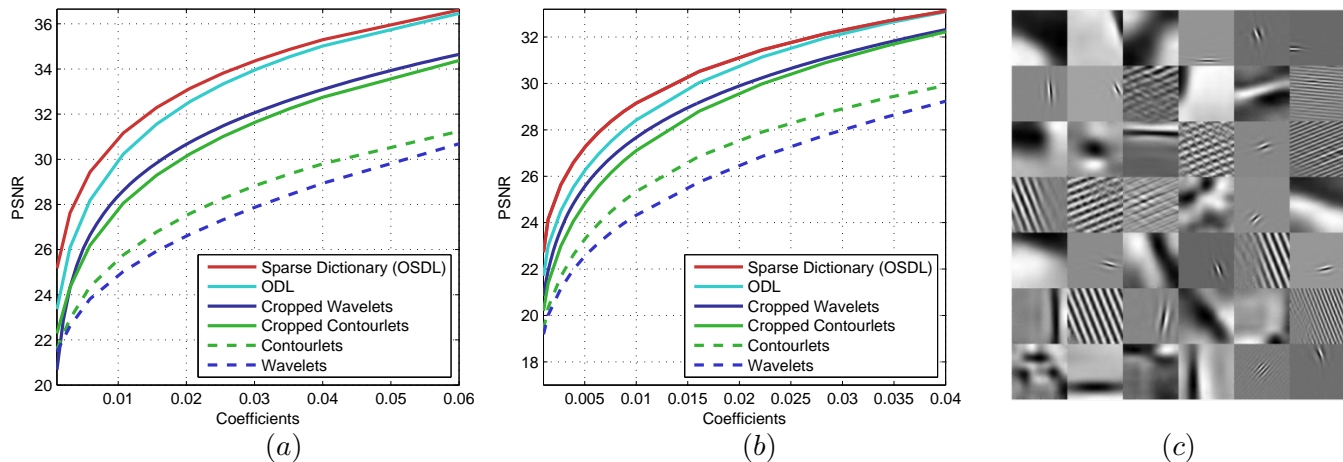 36
34
32
30
28
26
24
22
20
PSNR
Sparse Dictionary (OSDL)
ODL
Cropped Wavelets
Cropped Contourlets
Contourlets
Wavelets
0.01 0.02 0.03 0.04 0.05 0.06
Coefficients
(a)
32
30
28
26
24
22
20
18
PSNR
Sparse Dictionary (OSDL)
ODL
Cropped Wavelets
Cropped Contourlets
Contourlets
Wavelets
0.005 0.01 0.015 0.02 0.025 0.03 0.035 0.04
Coefficients
(b)
(c)